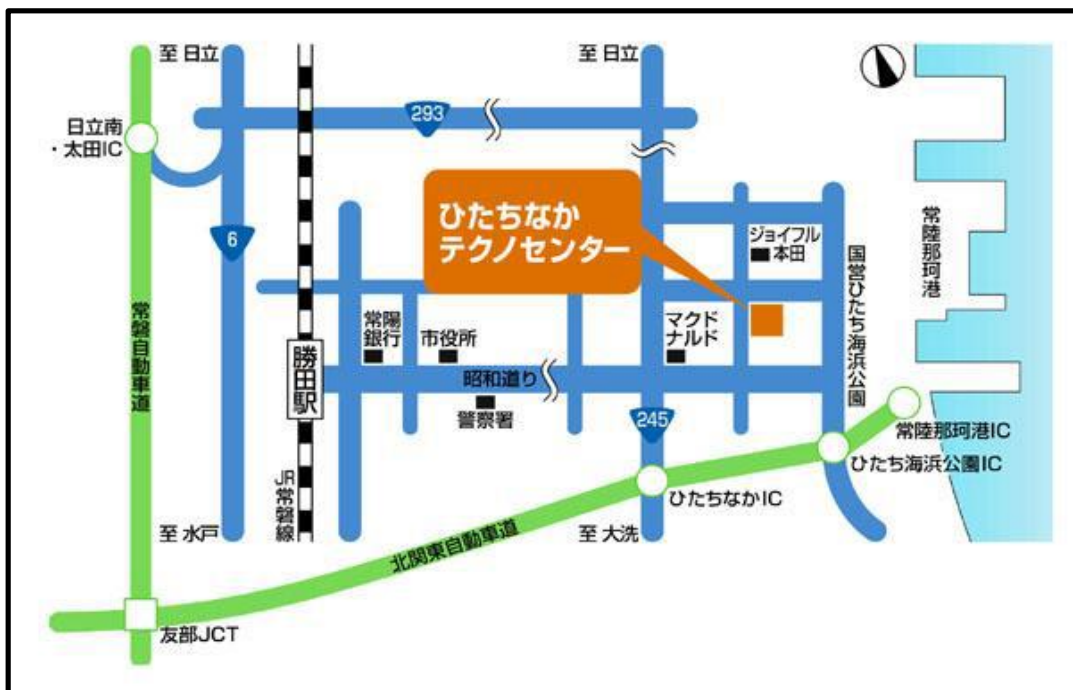 至 日立
至 日立
293
日立南
・太田IC
ひたちなか
テクノセンター
6
ジョイフル
本田
国営ひたち海浜公園
常陸那珂港
常磐自動車道
常陽
銀行
市役所
マクド
ナルド
勝田駅
昭和通り
警察署
245
常陸那珂港IC
ひたち海浜公園IC
JR
常磐線
ひたちなかIC
至 水戸
至 大洗
北関東自動車道
友部JCT